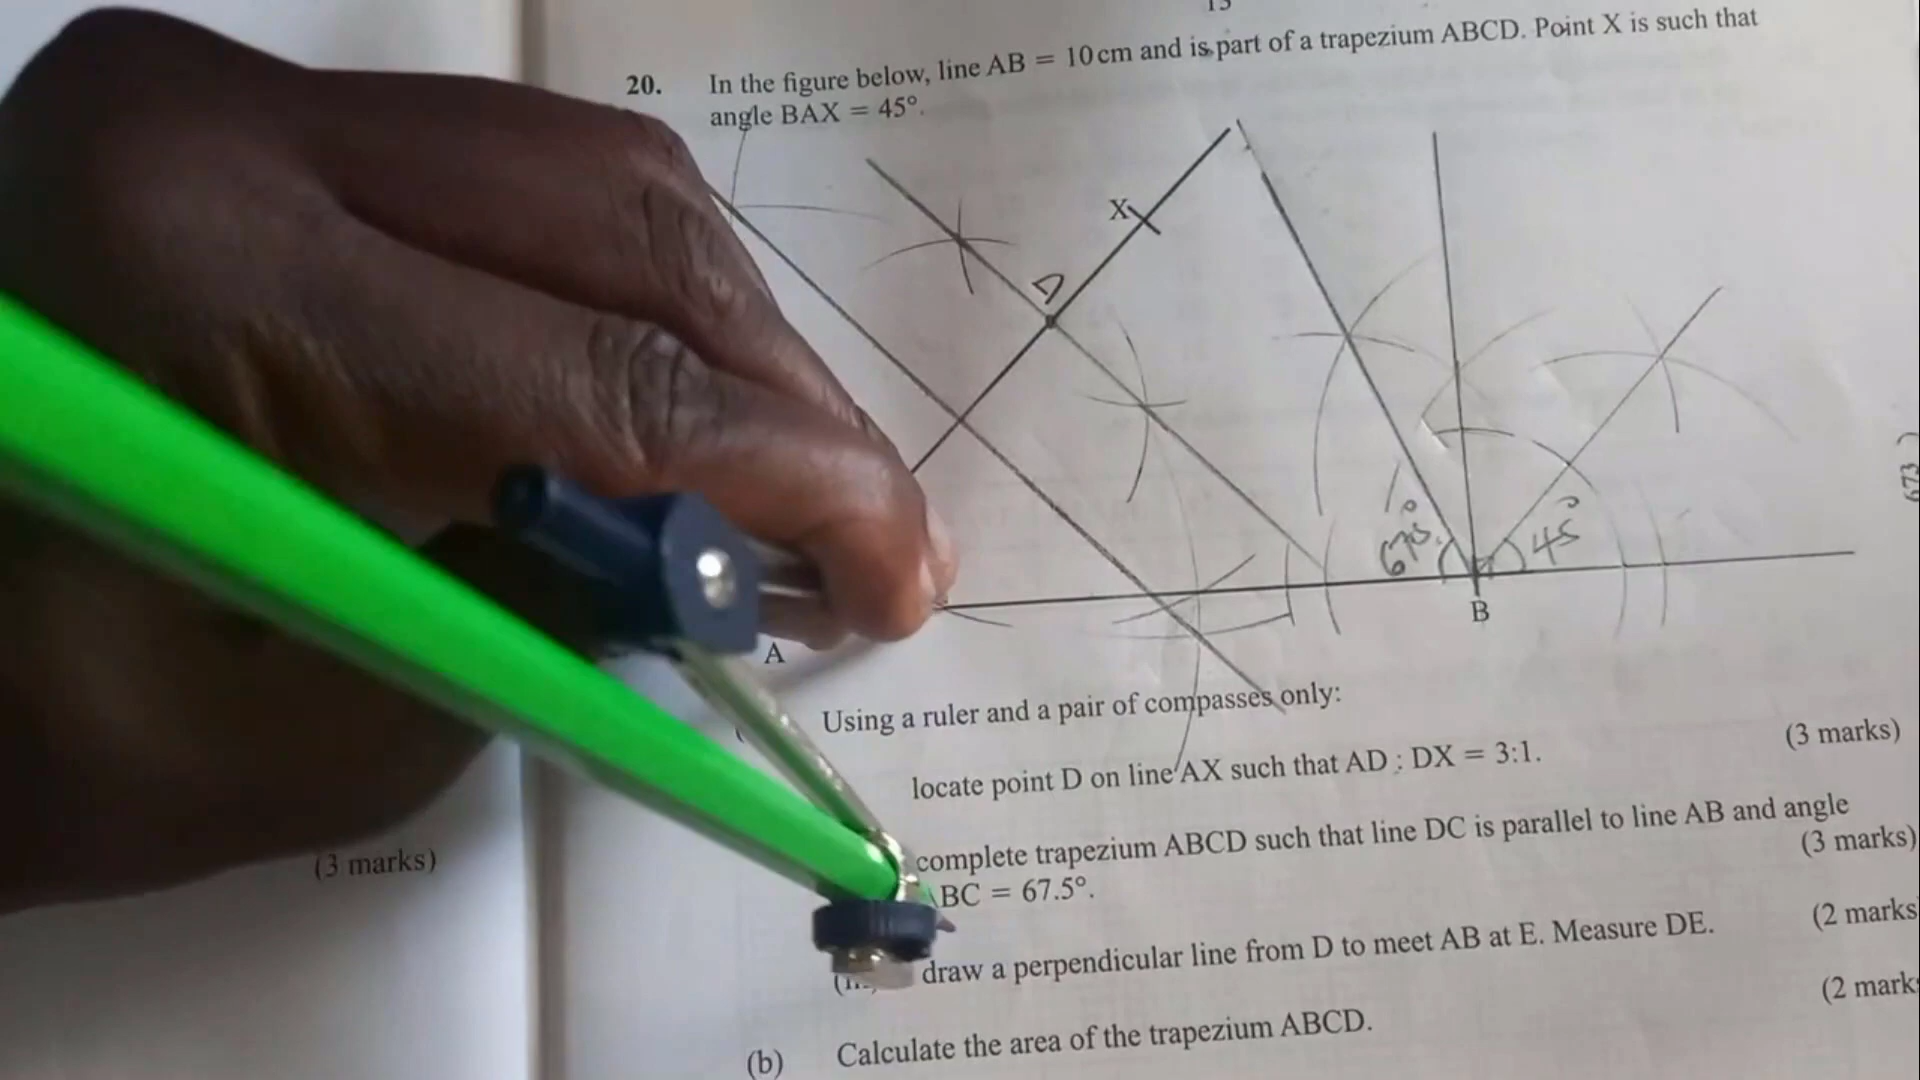 20. In the figure below, line AB = 10 cm and is part of a trapezium ABCD. Point X is such that
angle BAX = 45°.
X
D
67.5°
45°
B
A
Using a ruler and a pair of compasses only:
locate point D on line AX such that AD : DX = 3:1. (3 marks)
complete trapezium ABCD such that line DC is parallel to line AB and angle
ABC = 67.5°. (3 marks)
(3 marks)
draw a perpendicular line from D to meet AB at E. Measure DE. (2 marks
(b) Calculate the area of the trapezium ABCD. (2 mark